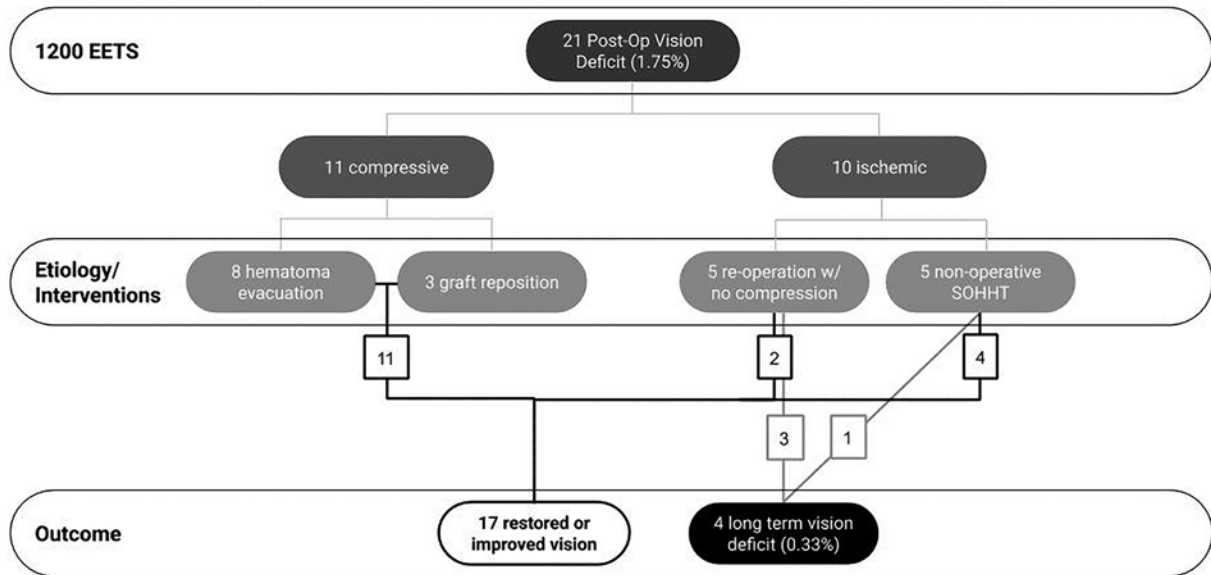 1200 EETS
21 Post-Op Vision
Deficit (1.75%)
11 compressive
10 ischemic
Etiology/
Interventions
8 hematoma
evacuation
3 graft reposition
5 re-operation w/
no compression
5 non-operative
SOHHT
11
2
4
3
1
Outcome
17 restored or
improved vision
4 long term vision
deficit (0.33%)